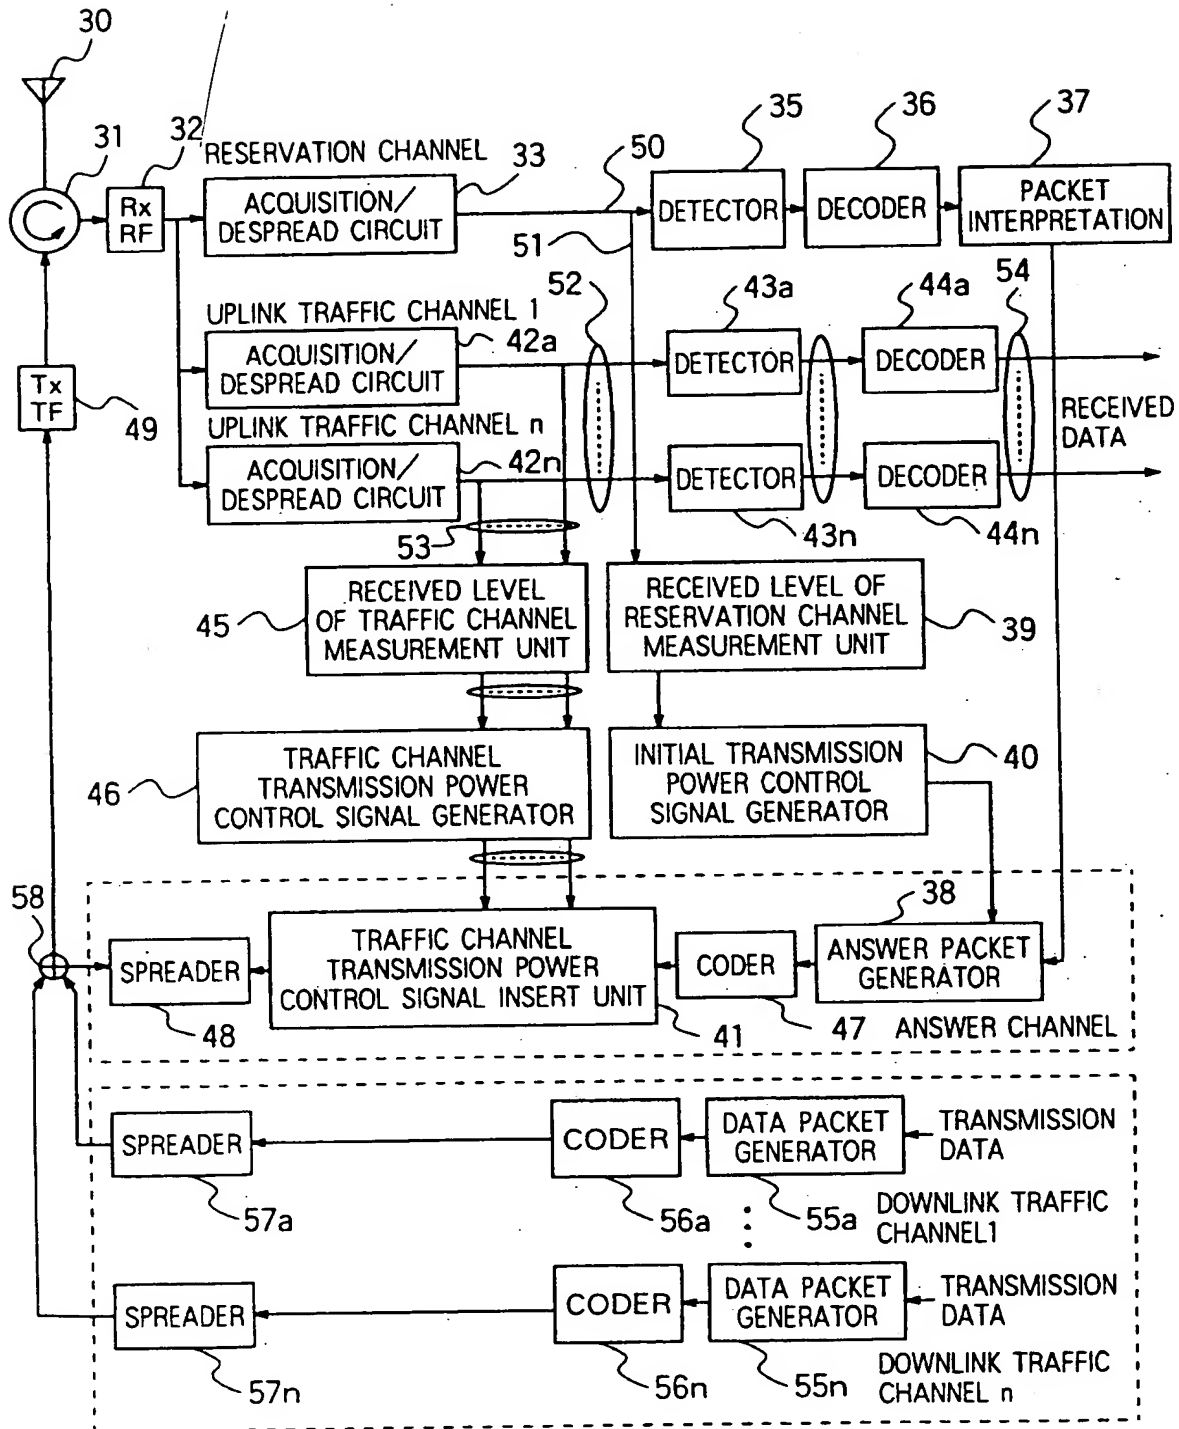 30
31
32
RESERVATION CHANNEL
33
50
35
36
37
Rx
RF
ACQUISITION/
DESPREAD CIRCUIT
DETECTOR
DECODER
PACKET
INTERPRETATION
51
52
43a
44a
54
UPLINK TRAFFIC CHANNEL 1
42a
ACQUISITION/
DESPREAD CIRCUIT
DETECTOR
DECODER
Tx
TF
49
RECEIVED
DATA
UPLINK TRAFFIC CHANNEL n
42n
ACQUISITION/
DESPREAD CIRCUIT
DETECTOR
DECODER
53
43n
44n
45
RECEIVED LEVEL
OF TRAFFIC CHANNEL
MEASUREMENT UNIT
RECEIVED LEVEL OF
RESERVATION CHANNEL
MEASUREMENT UNIT
39
46
TRAFFIC CHANNEL
TRANSMISSION POWER
CONTROL SIGNAL GENERATOR
INITIAL TRANSMISSION
POWER CONTROL
SIGNAL GENERATOR
40
58
38
SPREADER
48
TRAFFIC CHANNEL
TRANSMISSION POWER
CONTROL SIGNAL INSERT UNIT
41
CODER
47
ANSWER PACKET
GENERATOR
ANSWER CHANNEL
SPREADER
57a
CODER
56a
DATA PACKET
GENERATOR
55a
TRANSMISSION
DATA
DOWNLINK TRAFFIC
CHANNEL1
SPREADER
57n
CODER
56n
DATA PACKET
GENERATOR
55n
TRANSMISSION
DATA
DOWNLINK TRAFFIC
CHANNEL n